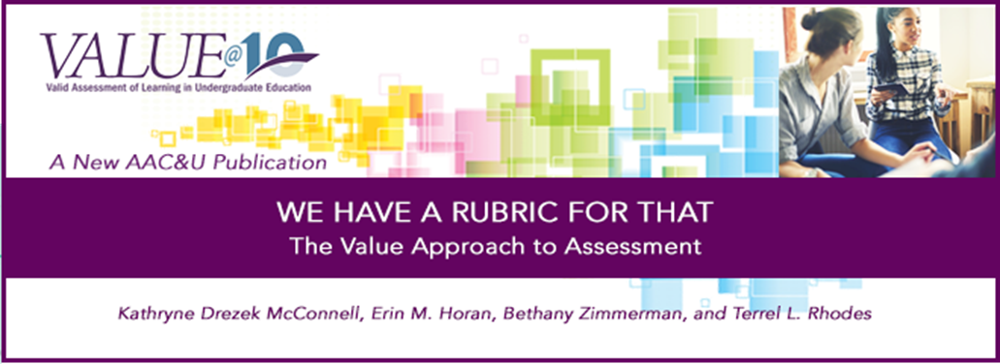 VALUE@10
Valid Assessment of Learning in Undergraduate Education
A New AAC&U Publication
WE HAVE A RUBRIC FOR THAT
The Value Approach to Assessment
Kathryne Drezek McConnell, Erin M. Horan, Bethany Zimmerman, and Terrel L. Rhodes